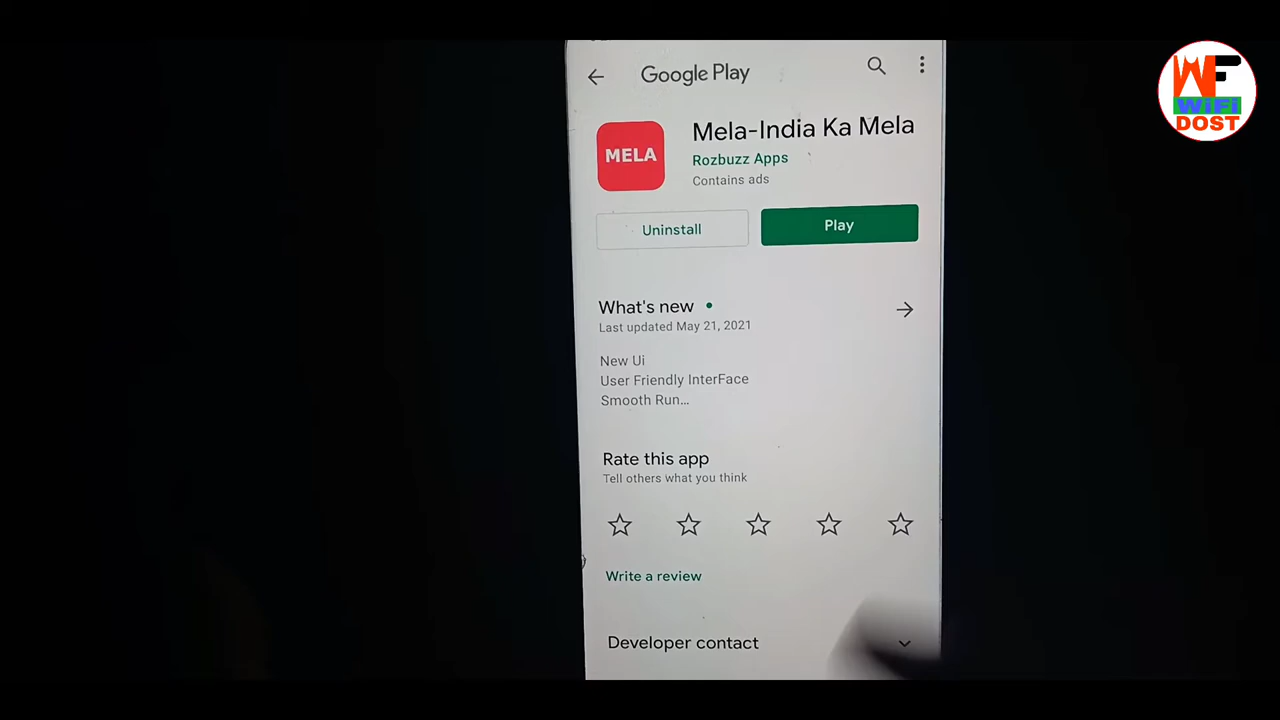 Google Play
WF
WiFi
DOST
MELA
Mela-India Ka Mela
Rozbuzz Apps
Contains ads
Uninstall
Play
What's new
Last updated May 21, 2021
New Ui
User Friendly InterFace
Smooth Run...
Rate this app
Tell others what you think
Write a review
Developer contact